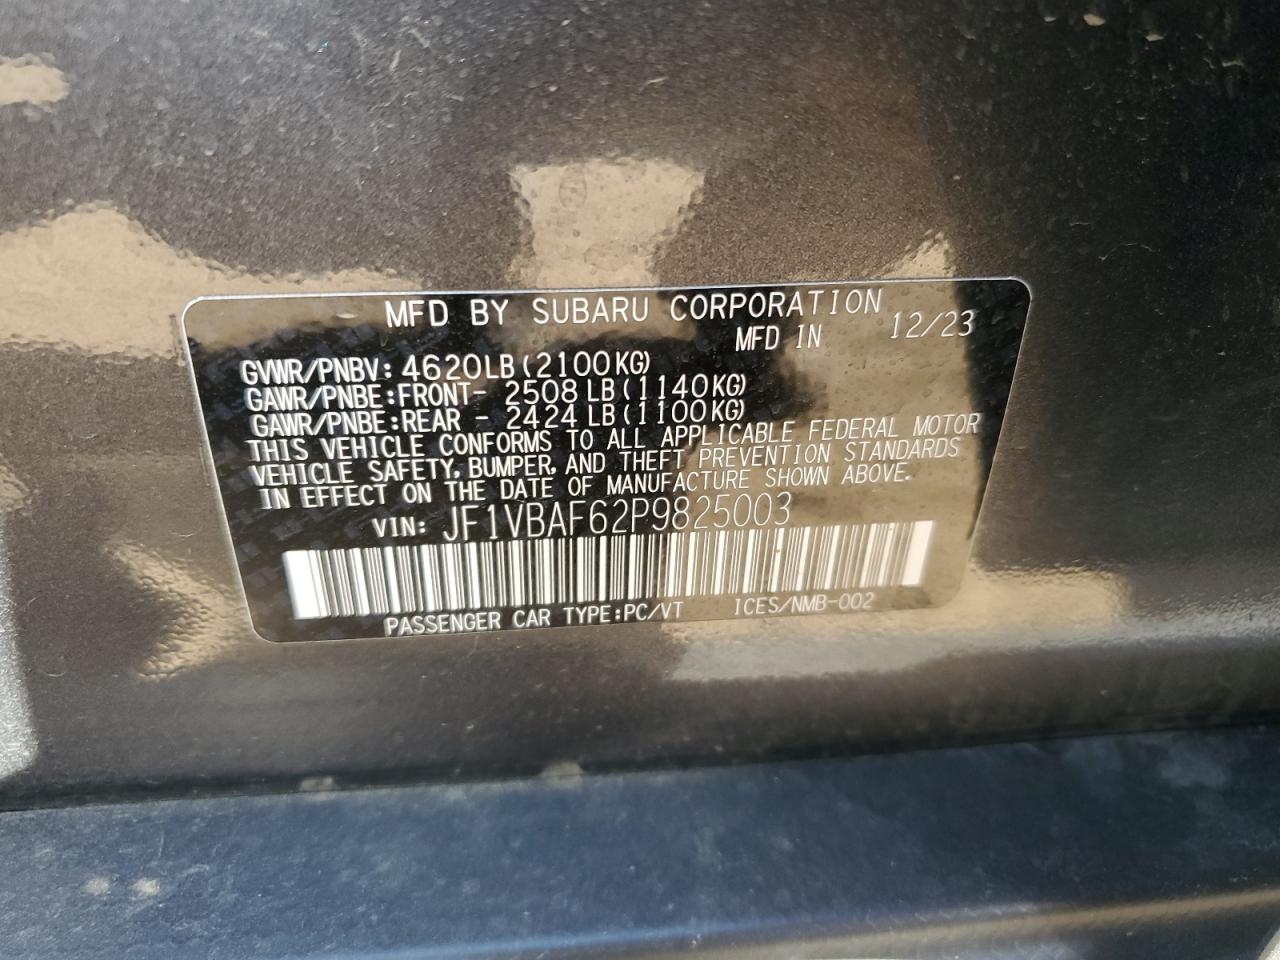 MFD BY SUBARU CORPORATION
MFD IN 12/23
GVWR/PNBV: 4620LB(2100KG)
GAWR/PNBE:FRONT- 2508 LB(1140KG)
GAWR/PNBE:REAR - 2424 LB(1100KG)
THIS VEHICLE CONFORMS TO ALL APPLICABLE FEDERAL MOTOR
VEHICLE SAFETY, BUMPER, AND THEFT PREVENTION STANDARDS
IN EFFECT ON THE DATE OF MANUFACTURE SHOWN ABOVE.
VIN: JF1VBAF62P9825003
PASSENGER CAR TYPE:PC/VT ICES/NMB-002